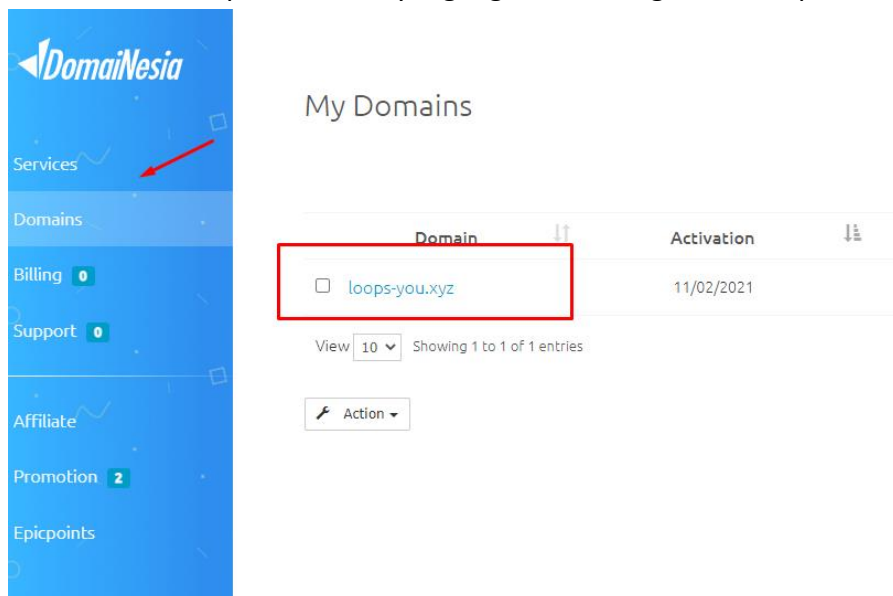 DomaiNesia
Services
Domains
Billing 0
Support 0
Affiliate
Promotion 2
Epicpoints
My Domains
Domain Activation
loops-you.xyz 11/02/2021
View 10 Showing 1 to 1 of 1 entries
Action